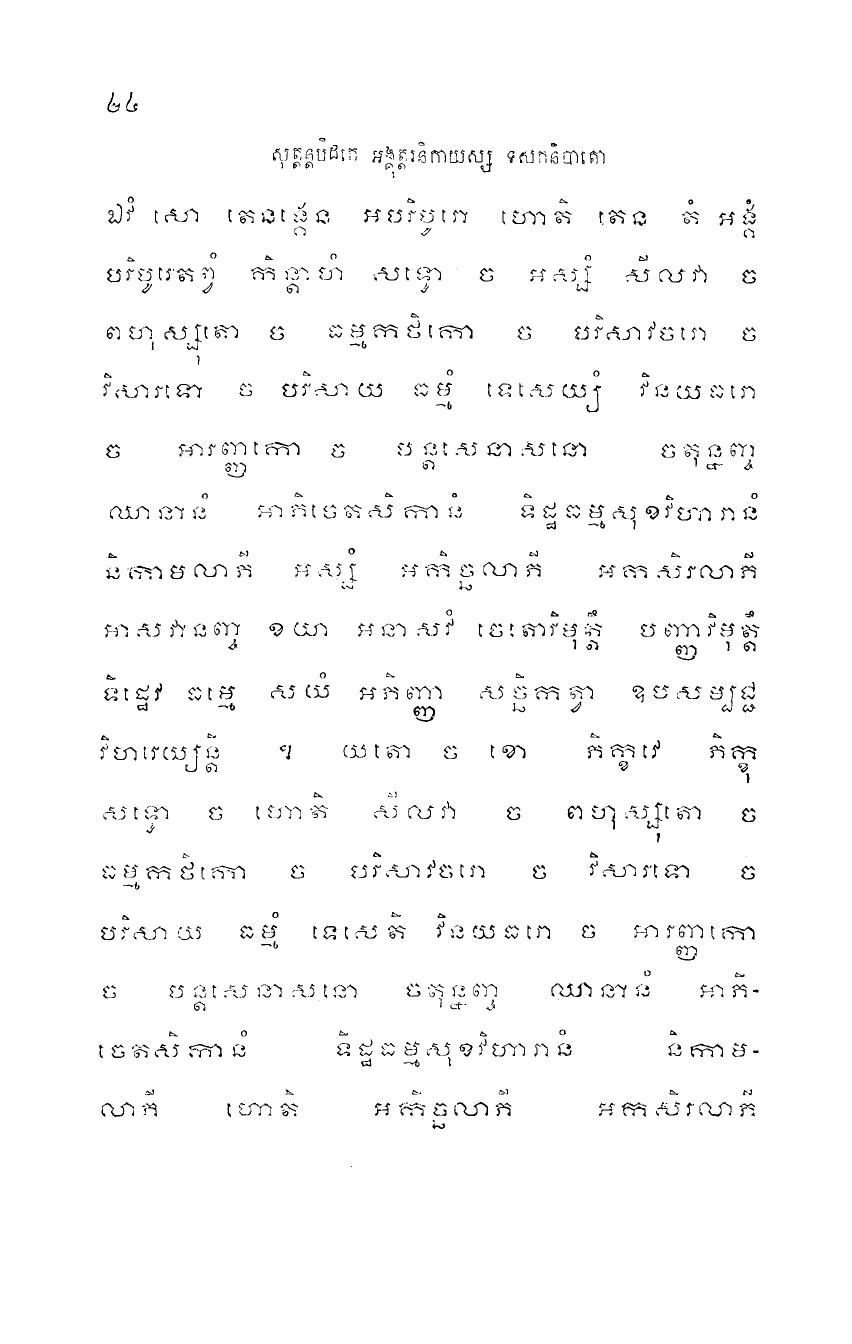 ២៤
សុត្តន្តបិដកេ អង្គុត្តរនិកាយស្ស ទសកនិបាតោ
ឯវំ សោ តេនង្គេន អបរិបូរោ ហោតិ តេន តំ អង្គំ
បរិបូរេតព្វំ កិន្តាហំ សទ្ធោ ច អស្សំ សីលវា ច
ពហុស្សុតោ ច ធម្មកថិកោ ច បរិសាវចរោ ច
វិសារទោ ច បរិសាយ ធម្មំ ទេសេយ្យំ វិនយធរោ
ច អារញ្ញកោ ច បន្តសេនាសនោ ចតុន្នញ្ច
ឈានានំ អាភិចេតសិកានំ ទិដ្ឋធម្មសុខវិហារានំ
និកាមលាភី អស្សំ អកិច្ឆលាភី អកសិរលាភី
អាសវានញ្ច ខយា អនាសវំ ចេតោវិមុត្តឹ បញ្ញាវិមុត្តឹ
ទិដ្ឋេវ ធម្មេ សយំ អភិញ្ញា សច្ឆិកត្វា ឧបសម្បជ្ជ
វិហរេយ្យន្តិ ។ យតោ ច ខោ ភិក្ខវេ ភិក្ខុ
សទ្ធោ ច ហោតិ សីលវា ច ពហុស្សុតោ ច
ធម្មកថិកោ ច បរិសាវចរោ ច វិសារទោ ច
បរិសាយ ធម្មំ ទេសេតិ វិនយធរោ ច អារញ្ញកោ
ច បន្តសេនាសនោ ចតុន្នញ្ច ឈានានំ អាភិ-
ចេតសិកានំ ទិដ្ឋធម្មសុខវិហារានំ និកាម-
លាភី ហោតិ អកិច្ឆលាភី អកសិរលាភី